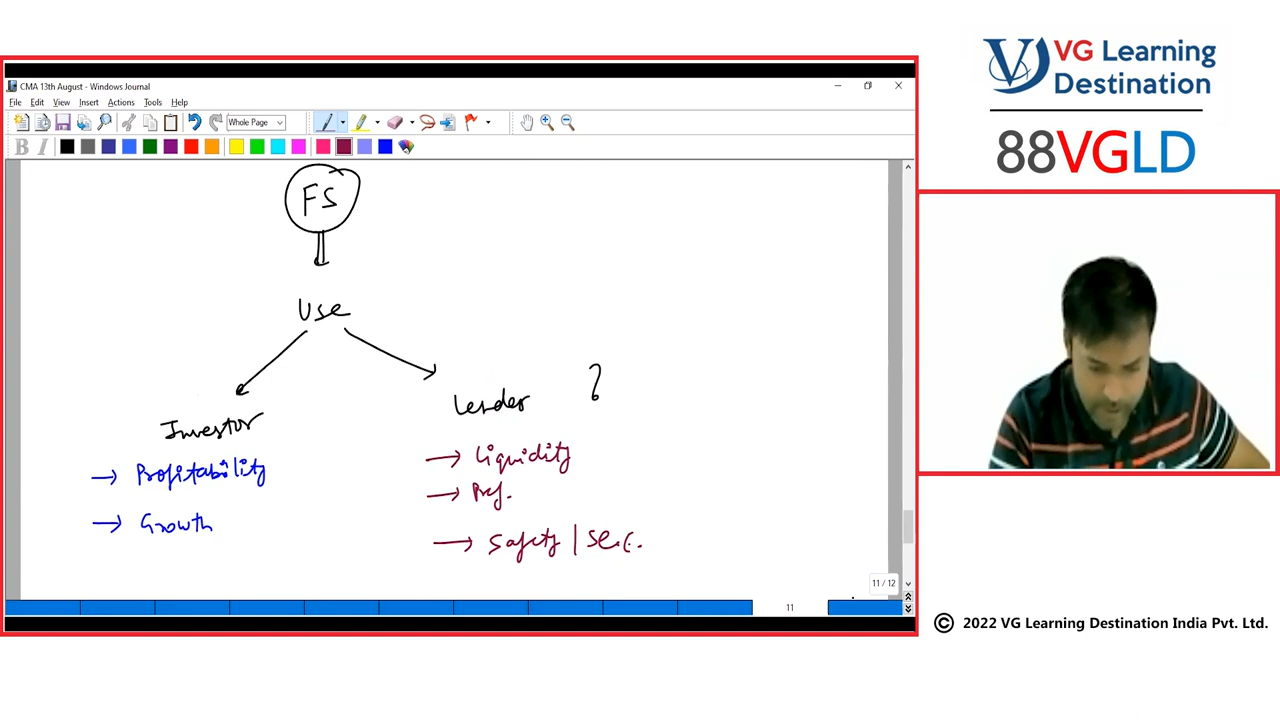 VG Learning
Destination
88VGLD
CMA 13th August - Windows Journal
File Edit View Insert Actions Tools Help
Whole Page
B I
FS
Use
Investor
Lender ?
→ Profitability
→ Growth
→ Liquidity
→ Prof.
→ Safety | Sec.
11 / 12
11
© 2022 VG Learning Destination India Pvt. Ltd.